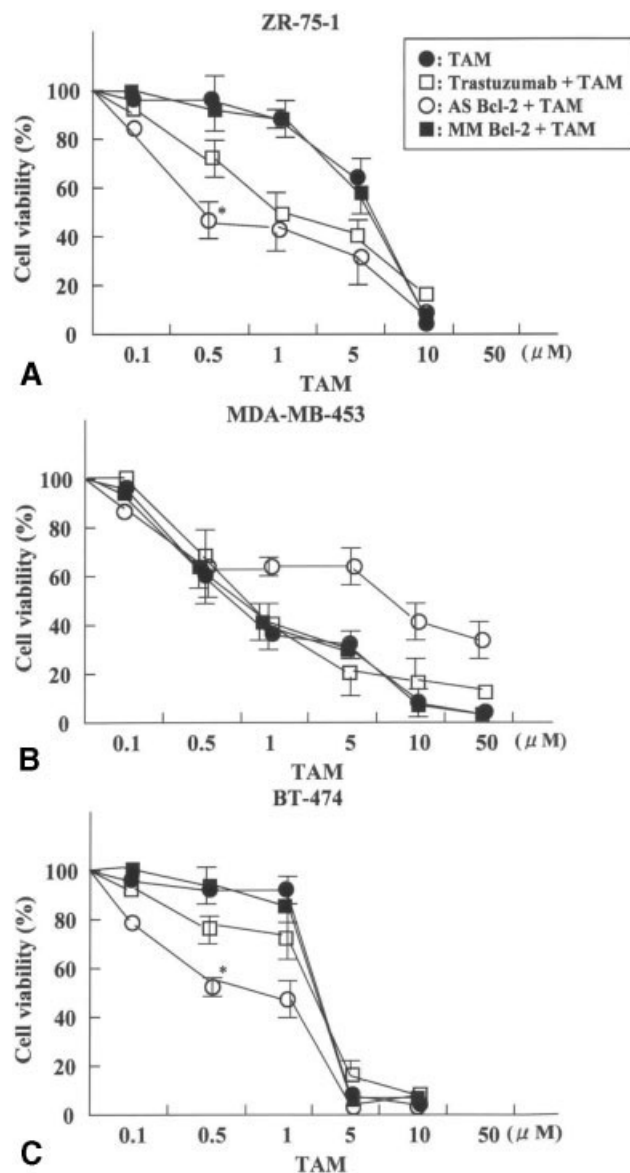 ZR-75-1
●: TAM
□: Trastuzumab + TAM
○: AS Bcl-2 + TAM
■: MM Bcl-2 + TAM
Cell viability (%)
100
80
60
40
20
0
*
0.1 0.5 1 5 10 50 (μM)
TAM
A
MDA-MB-453
Cell viability (%)
100
80
60
40
20
0
0.1 0.5 1 5 10 50 (μM)
TAM
B
BT-474
Cell viability (%)
100
80
60
40
20
0
*
0.1 0.5 1 5 10 50 (μM)
TAM
C